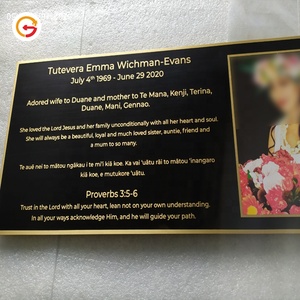 Tutevera Emma Wichman-Evans
July 4th 1969 - June 29 2020
Adored wife to Duane and mother to Te Mana, Kenji, Terina,
Duane, Mani, Gennao.
She loved the Lord Jesus and her family unconditionally with all her heart and soul.
She will always be a beautiful, loyal and much loved sister, auntie, friend and
a mum to so many.
Te auē nei to mātou ngākau i te mī'i kiā koe. Ka vai 'uātu rāi to mātou 'inangaro
kiā koe, e mutukore 'uātu.
Proverbs 3:5-6
Trust in the Lord with all your heart, lean not on your own understanding.
In all your ways acknowledge Him, and he will guide your path.